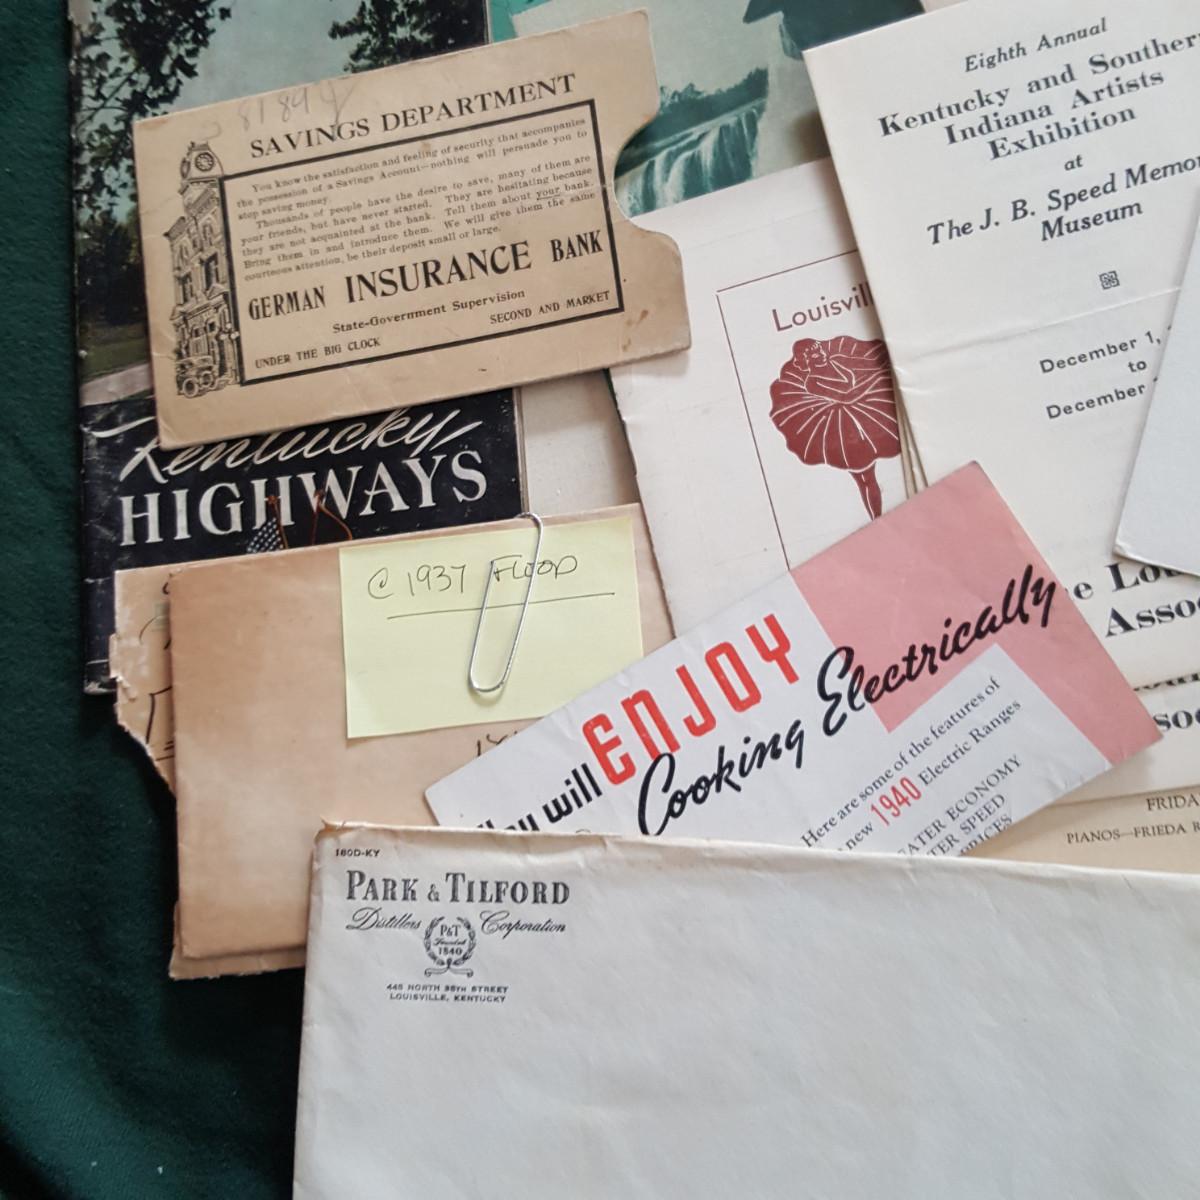 81894
SAVINGS DEPARTMENT
You know the satisfaction and feeling of security that accompanies
the possession of a Savings Account—nothing will persuade you to
stop saving money.
Thousands of people have the desire to save, many of them are
your friends, but have never started. They are hesitating because
they are not acquainted at the bank. Tell them about your bank.
Bring them in and introduce them. We will give them the same
courteous attention, be their deposit small or large.
GERMAN INSURANCE BANK
State-Government Supervision
UNDER THE BIG CLOCK SECOND AND MARKET
Kentucky
HIGHWAYS
Eighth Annual
Kentucky and Southern
Indiana Artists
Exhibition
at
The J. B. Speed Memo
Museum
December 1,
to
December
Louisvill
e Lo
Asso
so
C 1937 FLOOD
will ENJOY
Cooking Electrically
Here are some of the features of
new 1940 Electric Ranges
ATER ECONOMY
TER SPEED
PRICES
FRIDA
PIANOS—FRIEDA R
180D-KY
PARK & TILFORD
Distillers Corporation
P&T
Founded
1840
445 NORTH 38TH STREET
LOUISVILLE, KENTUCKY